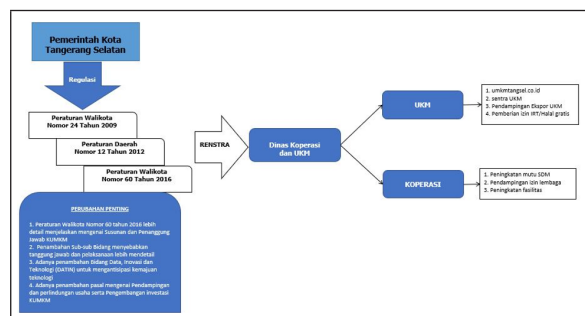 Pemerintah Kota
Tangerang Selatan
Regulasi
Peraturan Walikota
Nomor 24 Tahun 2009
Peraturan Daerah
Nomor 12 Tahun 2012
Peraturan Walikota
Nomor 60 Tahun 2016
PERUBAHAN PENTING
1. Peraturan Walikota Nomor 60 tahun 2016 lebih
detail menjelaskan mengenai Susunan dan Penanggung
Jawab KUMKM
2. Penambahan Sub-sub Bidang menyebabkan
tanggung jawab dan pelaksanaan lebih mendetail
3. Adanya penambahan Bidang Data, Inovasi dan
Teknologi (DATIN) untuk mengantisipasi kemajuan
teknologi
4. Adanya penambahan pasal mengenai Pendampingan
dan perlindungan usaha serta Pengembangan Investasi
KUMKM
RENSTRA
Dinas Koperasi
dan UKM
UKM
1. umkmtangsel.co.id
2. sentra UKM
3. Pendampingan Ekspor UKM
4. Pemberian izin IRT/Halal gratis
KOPERASI
1. Peningkatan mutu SDM
2. Pendampingan izin lembaga
3. Peningkatan fasilitas